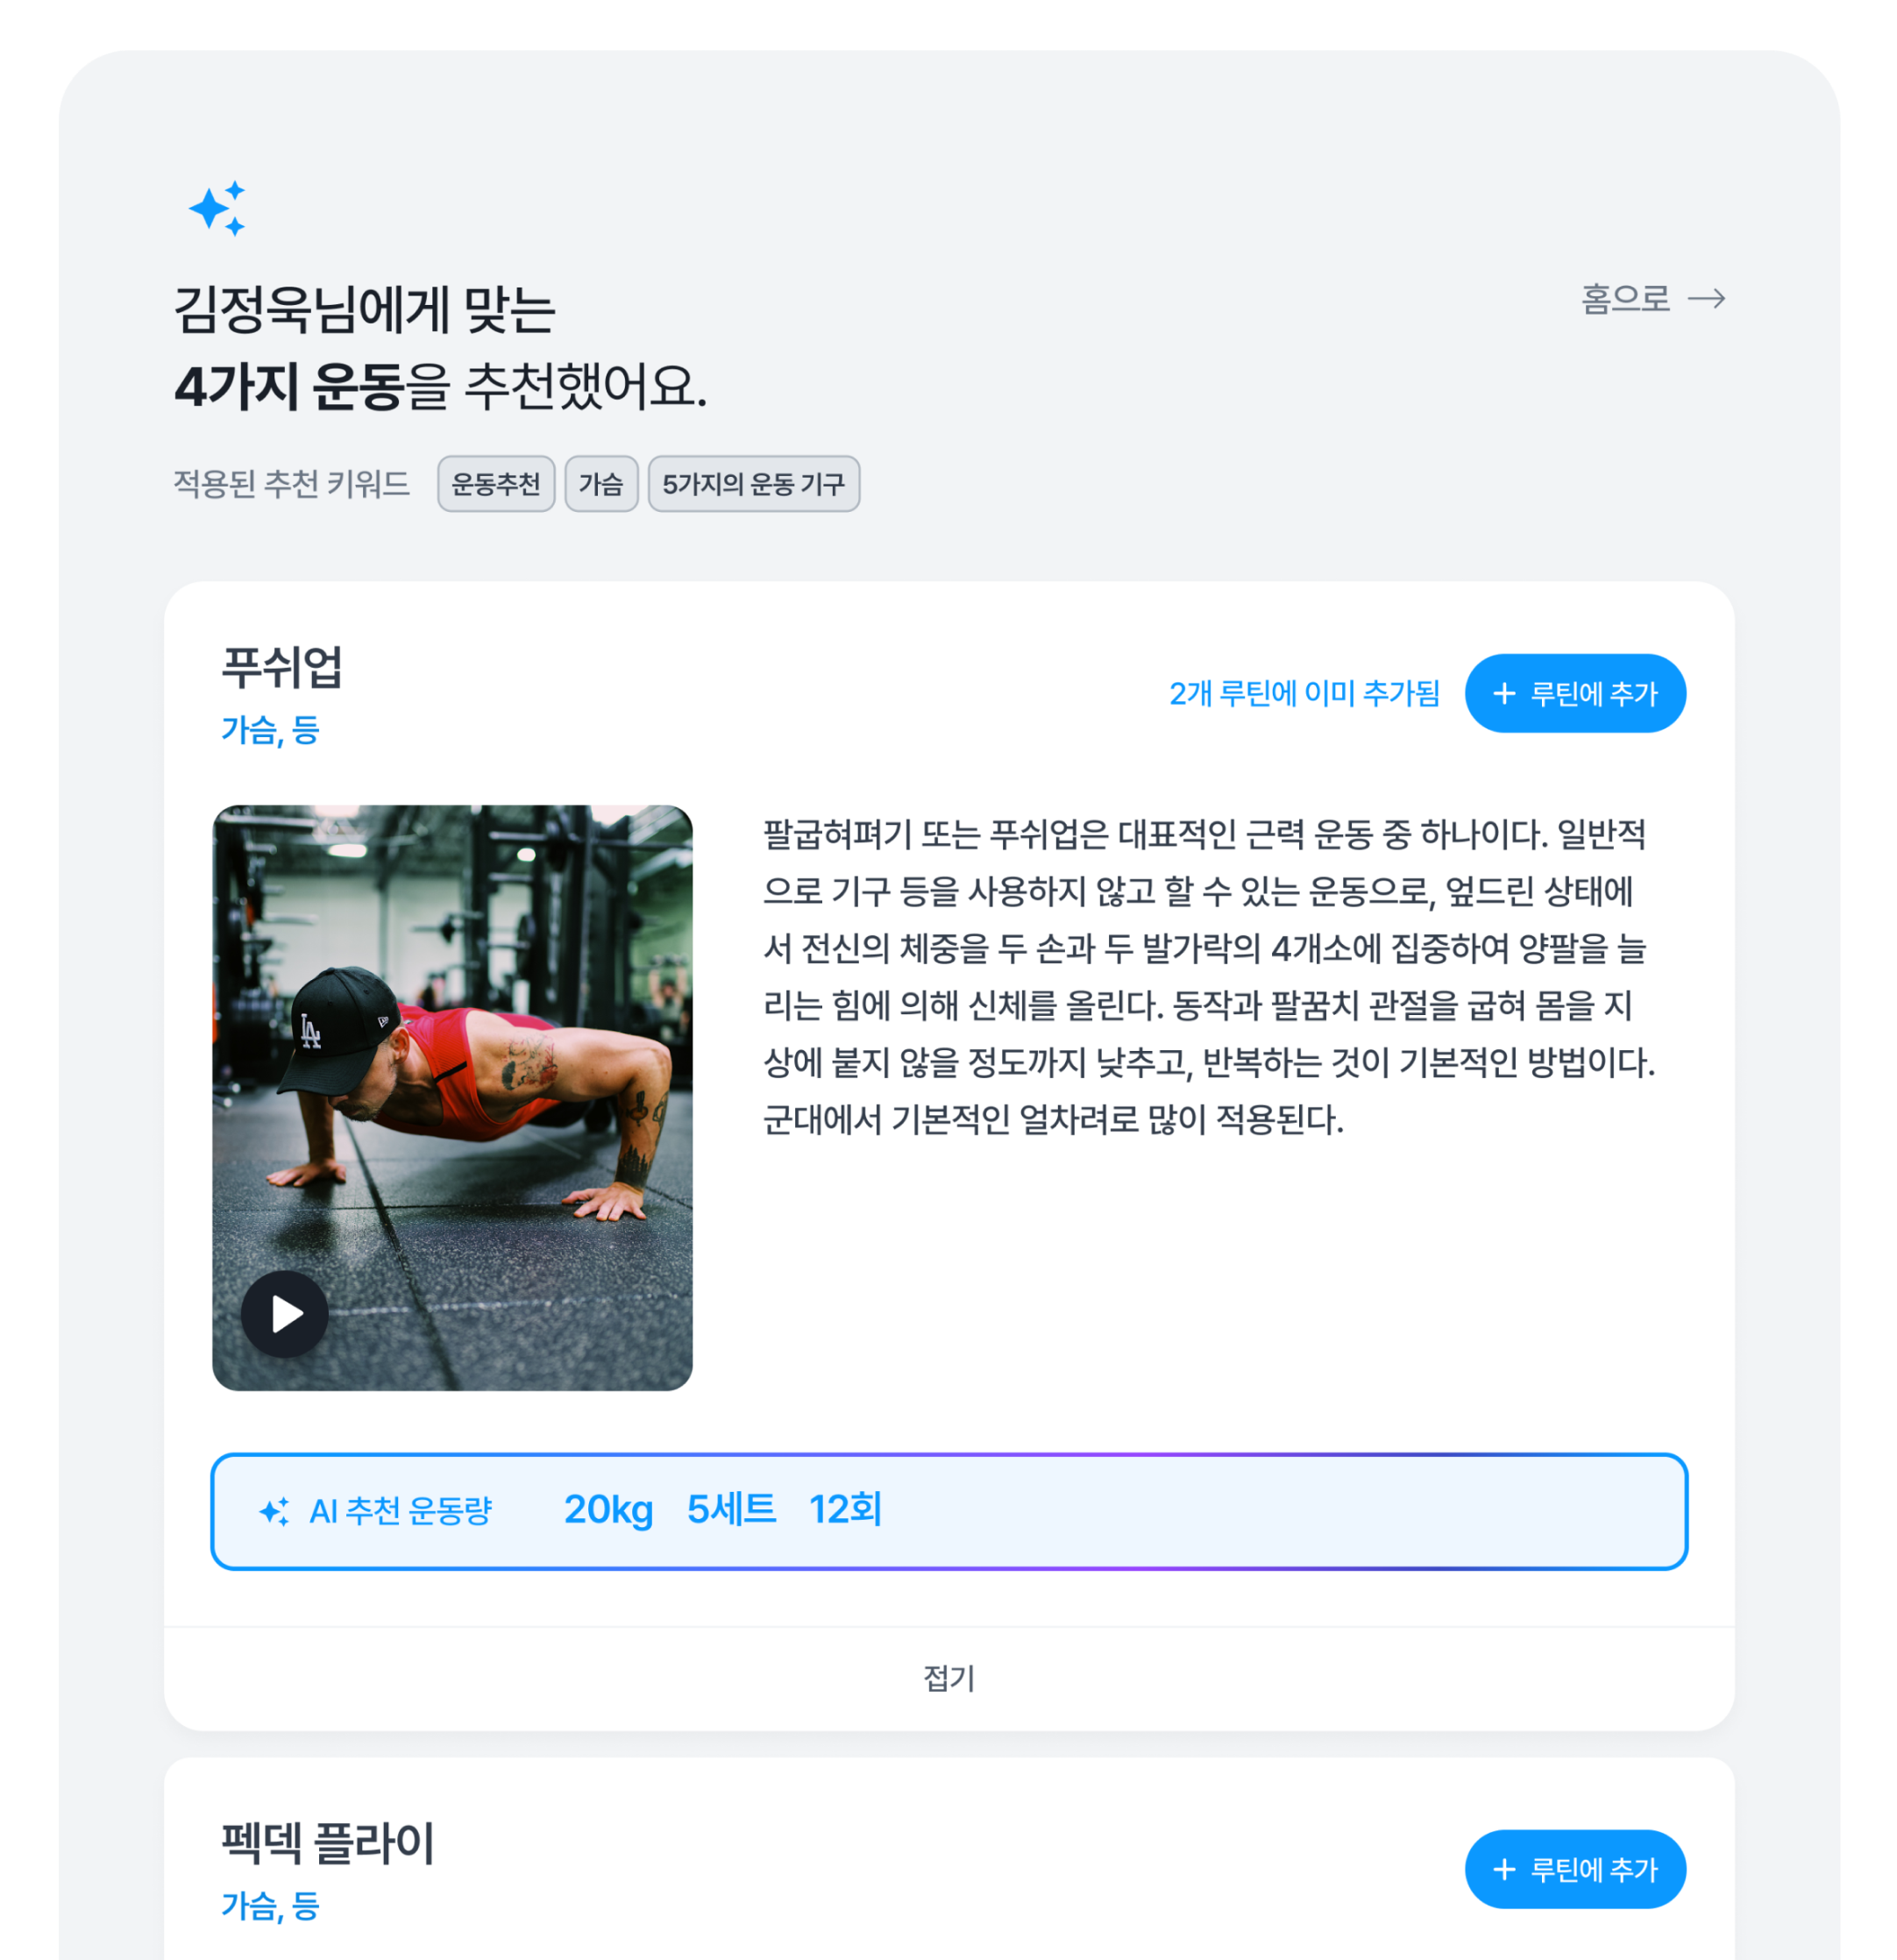 김정욱님에게 맞는
홈으로 →
4가지 운동을 추천했어요.
적용된 추천 키워드 운동추천 가슴 5가지의 운동 기구
푸쉬업
2개 루틴에 이미 추가됨 + 루틴에 추가
가슴, 등
팔굽혀펴기 또는 푸쉬업은 대표적인 근력 운동 중 하나이다. 일반적
으로 기구 등을 사용하지 않고 할 수 있는 운동으로, 엎드린 상태에
서 전신의 체중을 두 손과 두 발가락의 4개소에 집중하여 양팔을 늘
리는 힘에 의해 신체를 올린다. 동작과 팔꿈치 관절을 굽혀 몸을 지
상에 붙지 않을 정도까지 낮추고, 반복하는 것이 기본적인 방법이다.
군대에서 기본적인 얼차려로 많이 적용된다.
LA
AI 추천 운동량 20kg 5세트 12회
접기
펙덱 플라이
+ 루틴에 추가
가슴, 등